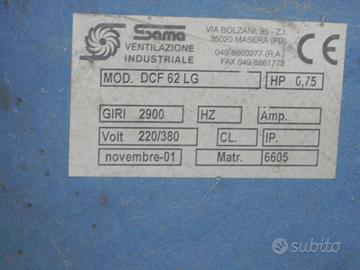 Sama
VENTILAZIONE
INDUSTRIALE
VIA BOLZANI, 95 - Z.I.
35020 MASERÀ (PD)
049/8860277 (R.A.)
FAX 049/8861773
CE
MOD. DCF 62 LG
HP 0,75
GIRI 2900
HZ
Amp.
Volt 220/380
CL.
IP.
novembre-01
Matr. 6605
subito